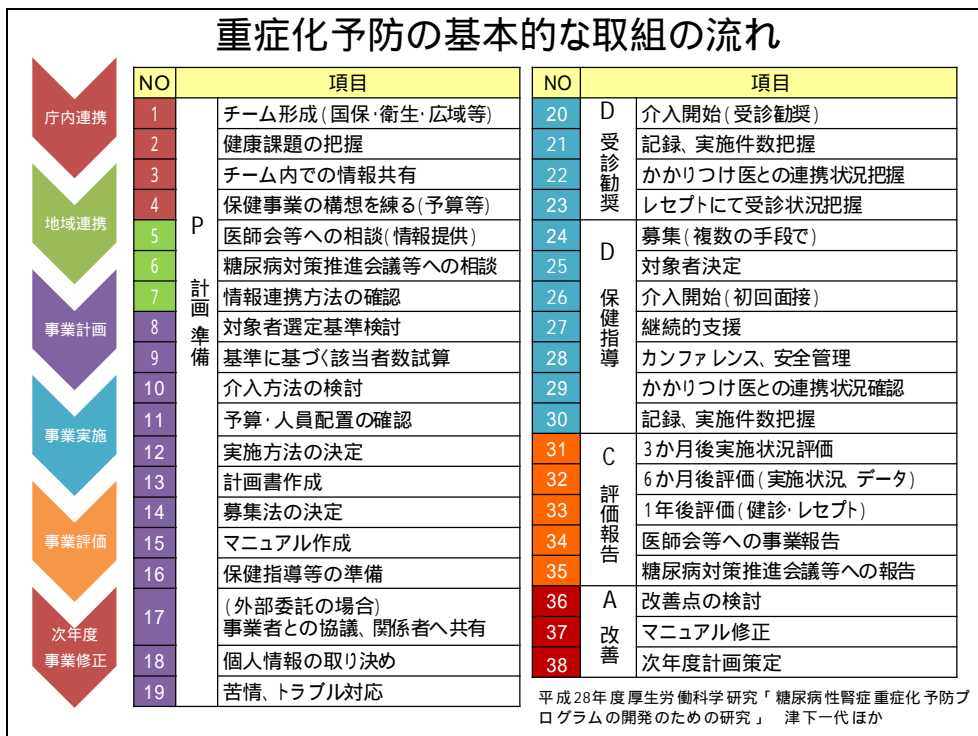 重症化予防の基本的な取組の流れ
庁内連携
地域連携
事業計画
事業実施
事業評価
次年度
事業修正
NO 項目
P 計画・準備
1 チーム形成(国保・衛生・広域等)
2 健康課題の把握
3 チーム内での情報共有
4 保健事業の構想を練る(予算等)
5 医師会等への相談(情報提供)
6 糖尿病対策推進会議等への相談
7 情報連携方法の確認
8 対象者選定基準検討
9 基準に基づく該当者数試算
10 介入方法の検討
11 予算・人員配置の確認
12 実施方法の決定
13 計画書作成
14 募集法の決定
15 マニュアル作成
16 保健指導等の準備
17 (外部委託の場合)
事業者との協議、関係者へ共有
18 個人情報の取り決め
19 苦情、トラブル対応
NO 項目
D 受診勧奨
20 介入開始(受診勧奨)
21 記録、実施件数把握
22 かかりつけ医との連携状況把握
23 レセプトにて受診状況把握
D 保健指導
24 募集(複数の手段で)
25 対象者決定
26 介入開始(初回面接)
27 継続的支援
28 カンファレンス、安全管理
29 かかりつけ医との連携状況確認
30 記録、実施件数把握
C 評価報告
31 3か月後実施状況評価
32 6か月後評価(実施状況、データ)
33 1年後評価(健診・レセプト)
34 医師会等への事業報告
35 糖尿病対策推進会議等への報告
A 改善
36 改善点の検討
37 マニュアル修正
38 次年度計画策定
平成28年度厚生労働科学研究「糖尿病性腎症重症化予防プ
ログラムの開発のための研究」 津下一代ほか